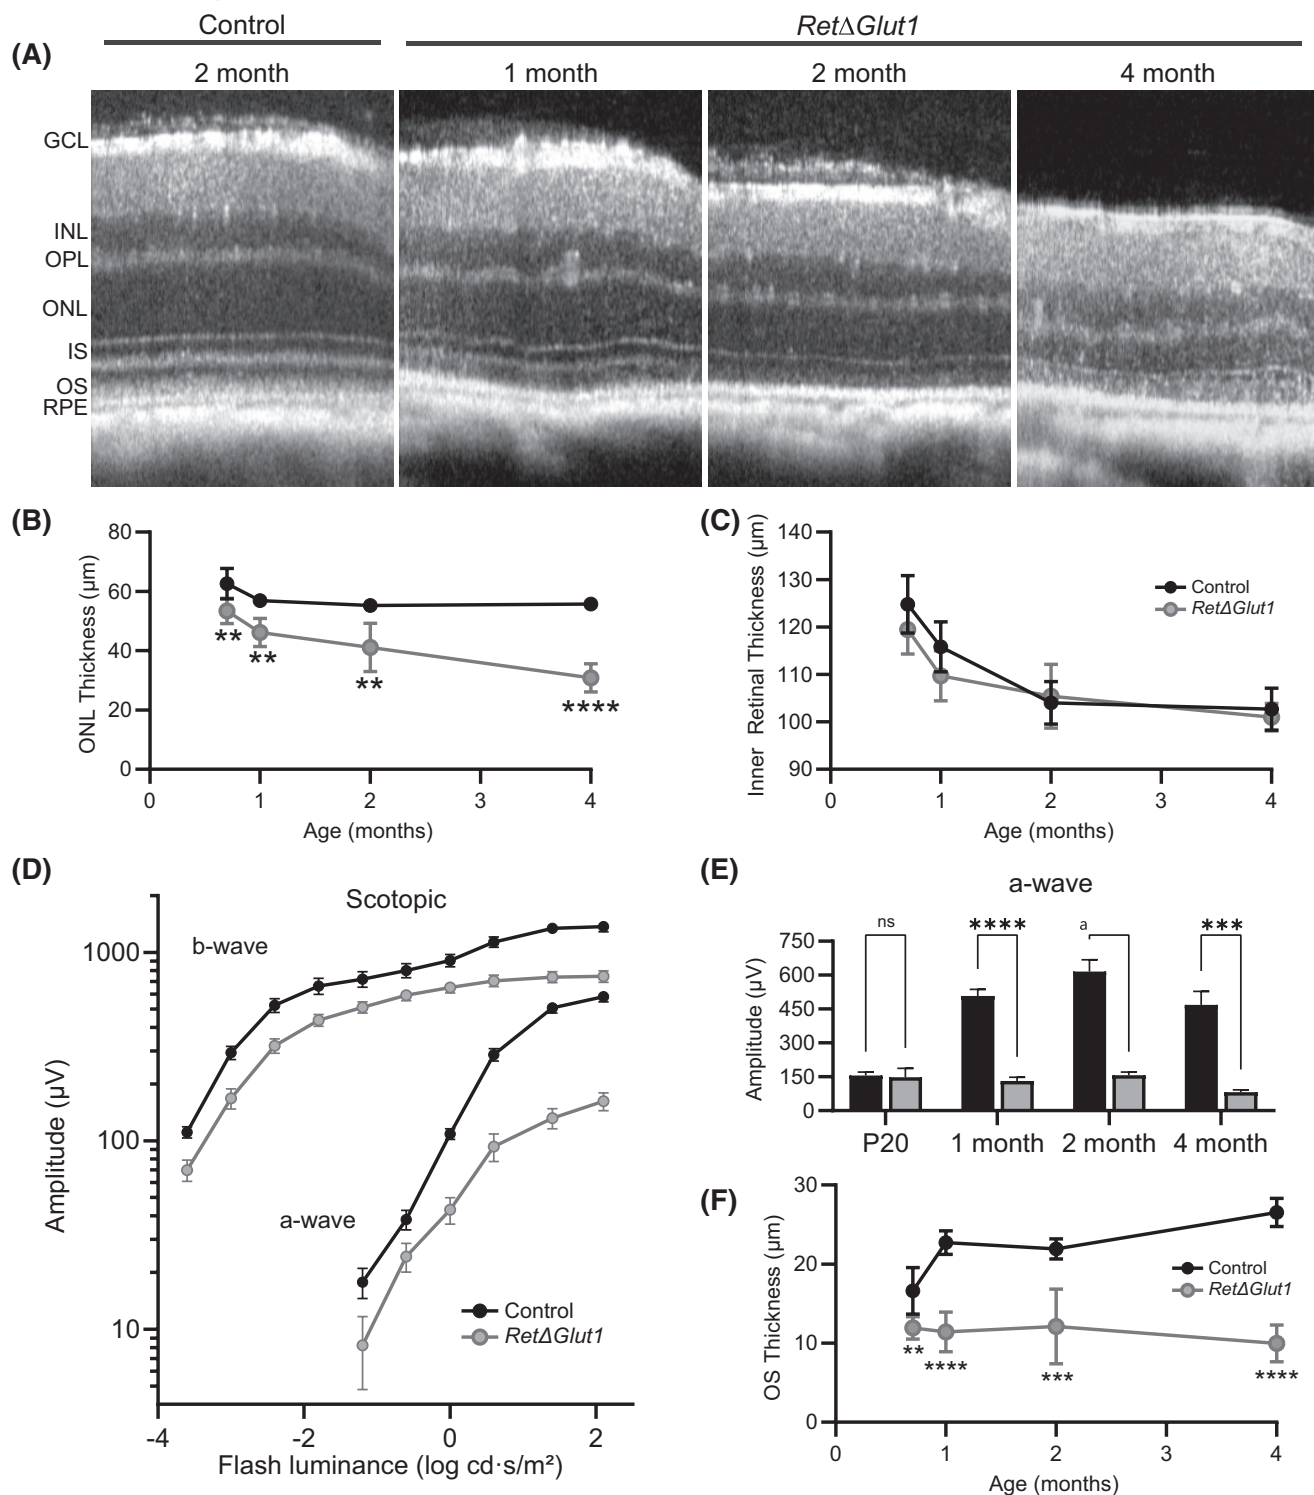 Control
RetΔGlut1
(A)
2 month
1 month
2 month
4 month
GCL
INL
OPL
ONL
IS
OS
RPE
(B)
ONL Thickness (µm)
80
60
40
20
0
**
**
**
****
0
1
2
3
4
Age (months)
(C)
Inner Retinal Thickness (µm)
140
130
120
110
100
90
Control
RetΔGlut1
0
1
2
3
4
Age (months)
(D)
Scotopic
b-wave
a-wave
Amplitude (µV)
1000
100
10
Control
RetΔGlut1
-4
-2
0
2
Flash luminance (log cd·s/m²)
(E)
a-wave
Amplitude (µV)
750
600
450
300
150
0
ns
****
a
***
P20
1 month
2 month
4 month
(F)
OS Thickness (µm)
30
20
10
0
Control
RetΔGlut1
**
****
***
****
0
1
2
3
4
Age (months)